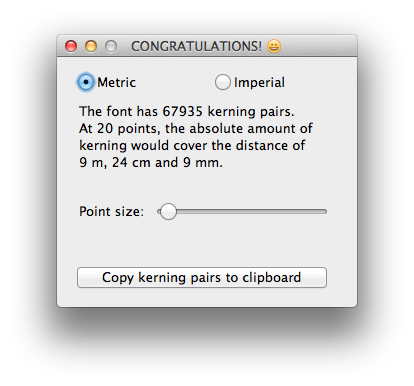 CONGRATULATIONS! 😀
Metric Imperial
The font has 67935 kerning pairs.
At 20 points, the absolute amount of
kerning would cover the distance of
9 m, 24 cm and 9 mm.
Point size:
Copy kerning pairs to clipboard